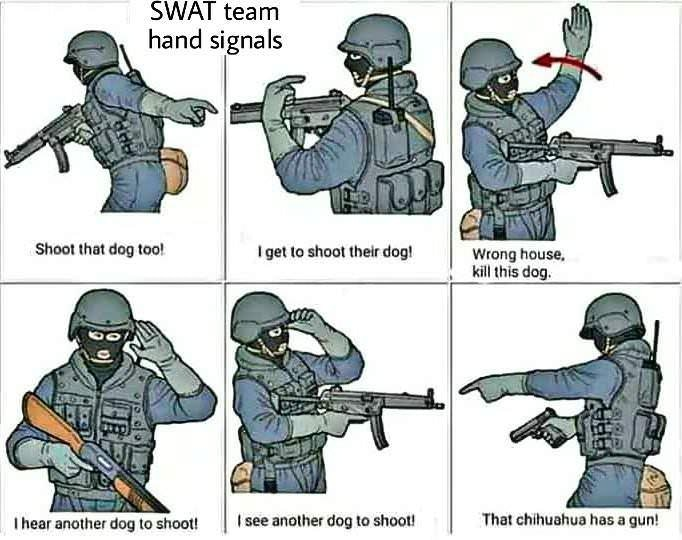 SWAT team
hand signals
Shoot that dog too!
I get to shoot their dog!
Wrong house,
kill this dog.
I hear another dog to shoot!
I see another dog to shoot!
That chihuahua has a gun!